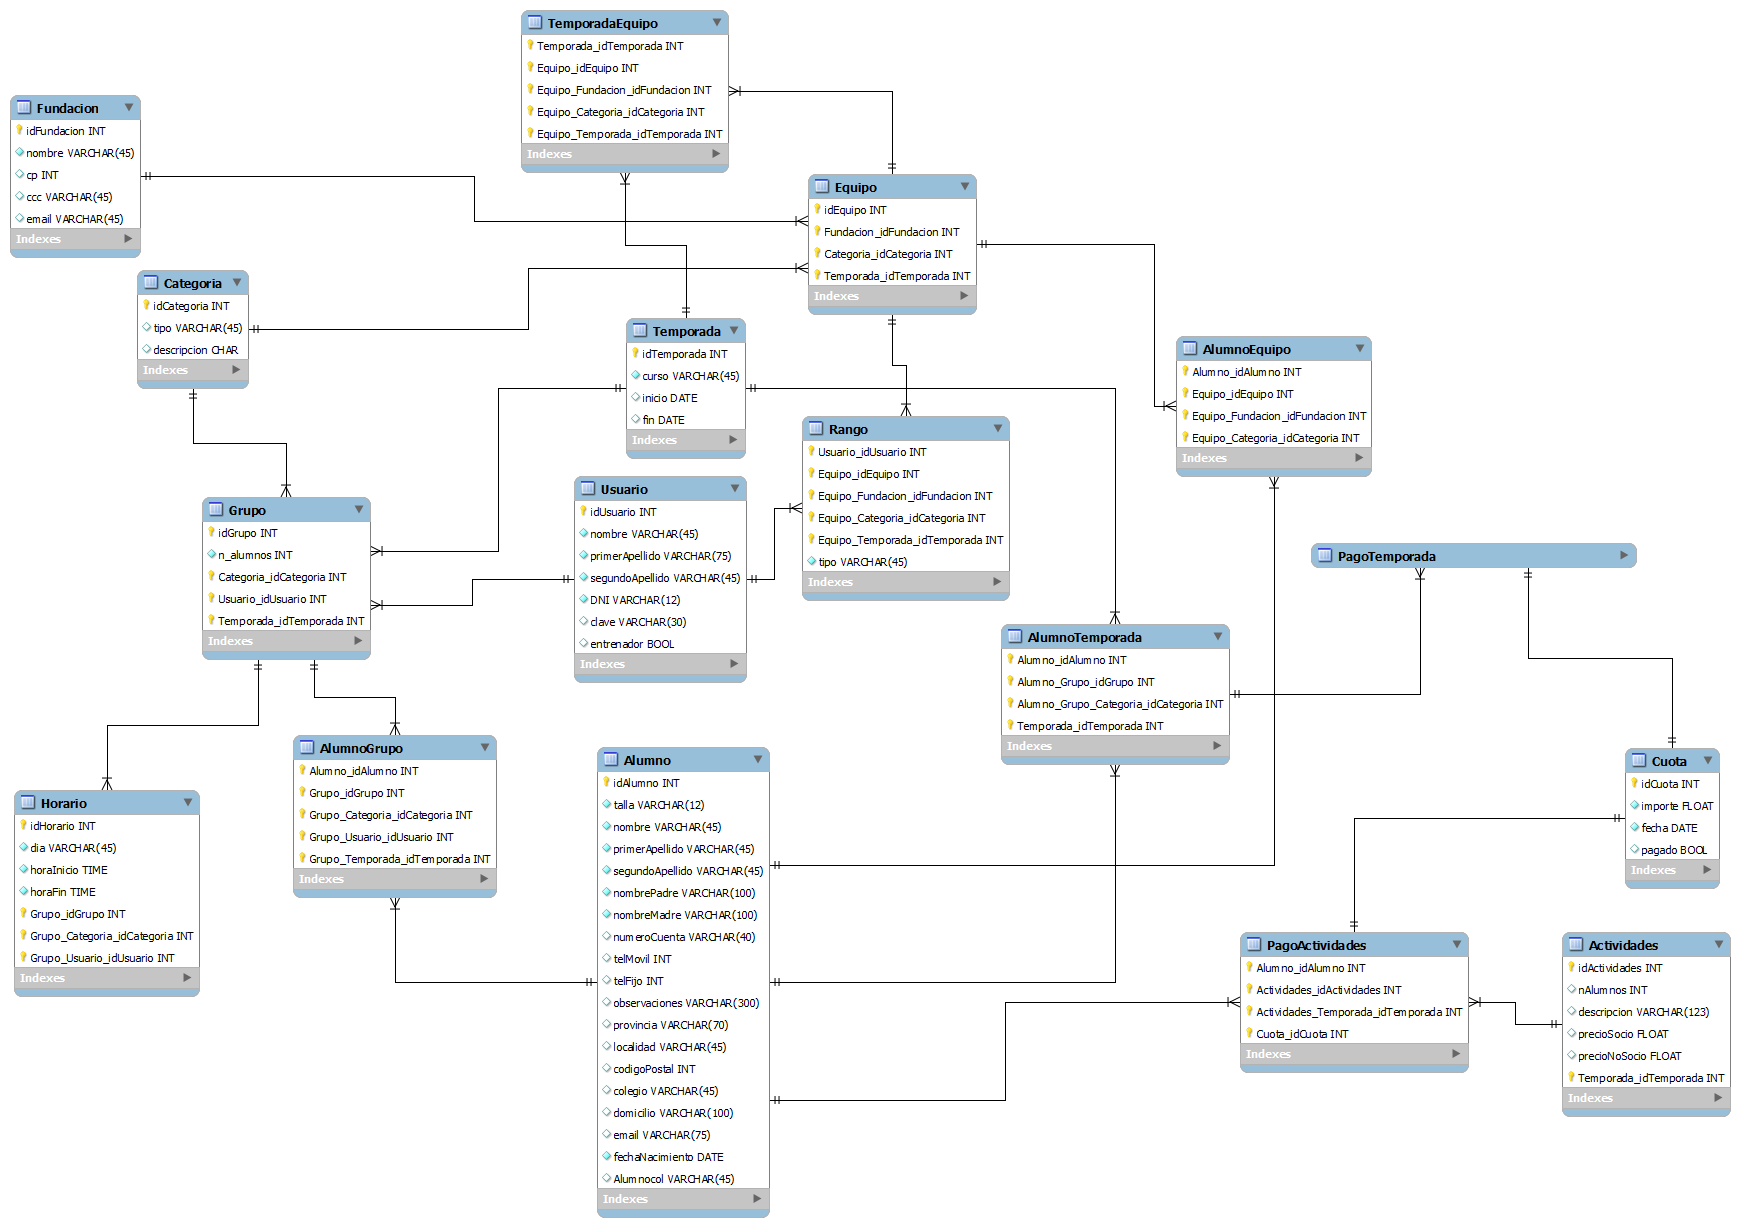 TemporadaEquipo
Temporada_idTemporada INT
Equipo_idEquipo INT
Equipo_Fundacion_idFundacion INT
Equipo_Categoria_idCategoria INT
Equipo_Temporada_idTemporada INT
Indexes
Fundacion
idFundacion INT
nombre VARCHAR(45)
cp INT
ccc VARCHAR(45)
email VARCHAR(45)
Indexes
Equipo
idEquipo INT
Fundacion_idFundacion INT
Categoria_idCategoria INT
Temporada_idTemporada INT
Indexes
Categoria
idCategoria INT
tipo VARCHAR(45)
descripcion CHAR
Indexes
Temporada
idTemporada INT
curso VARCHAR(45)
inicio DATE
fin DATE
Indexes
AlumnoEquipo
Alumno_idAlumno INT
Equipo_idEquipo INT
Equipo_Fundacion_idFundacion INT
Equipo_Categoria_idCategoria INT
Indexes
Rango
Usuario_idUsuario INT
Equipo_idEquipo INT
Equipo_Fundacion_idFundacion INT
Equipo_Categoria_idCategoria INT
Equipo_Temporada_idTemporada INT
tipo VARCHAR(45)
Indexes
Usuario
idUsuario INT
nombre VARCHAR(45)
primerApellido VARCHAR(75)
segundoApellido VARCHAR(45)
DNI VARCHAR(12)
clave VARCHAR(30)
entrenador BOOL
Indexes
Grupo
idGrupo INT
n_alumnos INT
Categoria_idCategoria INT
Usuario_idUsuario INT
Temporada_idTemporada INT
Indexes
PagoTemporada
AlumnoTemporada
Alumno_idAlumno INT
Alumno_Grupo_idGrupo INT
Alumno_Grupo_Categoria_idCategoria INT
Temporada_idTemporada INT
Indexes
AlumnoGrupo
Alumno_idAlumno INT
Grupo_idGrupo INT
Grupo_Categoria_idCategoria INT
Grupo_Usuario_idUsuario INT
Grupo_Temporada_idTemporada INT
Indexes
Alumno
idAlumno INT
talla VARCHAR(12)
nombre VARCHAR(45)
primerApellido VARCHAR(45)
segundoApellido VARCHAR(45)
nombrePadre VARCHAR(100)
nombreMadre VARCHAR(100)
numeroCuenta VARCHAR(40)
telMovil INT
telFijo INT
observaciones VARCHAR(300)
provincia VARCHAR(70)
localidad VARCHAR(45)
codigoPostal INT
colegio VARCHAR(45)
domicilio VARCHAR(100)
email VARCHAR(75)
fechaNacimiento DATE
Alumnocol VARCHAR(45)
Indexes
Cuota
idCuota INT
importe FLOAT
fecha DATE
pagado BOOL
Indexes
Horario
idHorario INT
dia VARCHAR(45)
horaInicio TIME
horaFin TIME
Grupo_idGrupo INT
Grupo_Categoria_idCategoria INT
Grupo_Usuario_idUsuario INT
Indexes
PagoActividades
Alumno_idAlumno INT
Actividades_idActividades INT
Actividades_Temporada_idTemporada INT
Cuota_idCuota INT
Indexes
Actividades
idActividades INT
nAlumnos INT
descripcion VARCHAR(123)
precioSocio FLOAT
precioNoSocio FLOAT
Temporada_idTemporada INT
Indexes